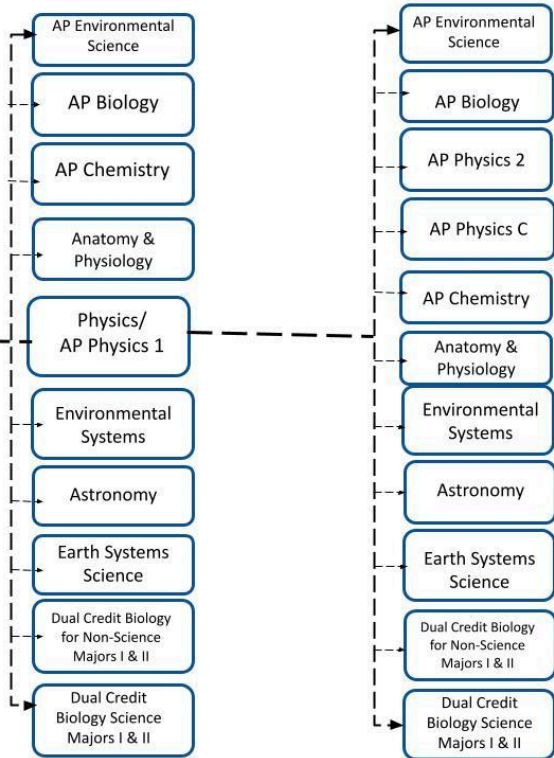 AP Environmental
Science
AP Biology
AP Chemistry
Anatomy &
Physiology
Physics/
AP Physics 1
Environmental
Systems
Astronomy
Earth Systems
Science
Dual Credit Biology
for Non-Science
Majors I & II
Dual Credit
Biology Science
Majors I & II
AP Environmental
Science
AP Biology
AP Physics 2
AP Physics C
AP Chemistry
Anatomy &
Physiology
Environmental
Systems
Astronomy
Earth Systems
Science
Dual Credit Biology
for Non-Science
Majors I & II
Dual Credit
Biology Science
Majors I & II